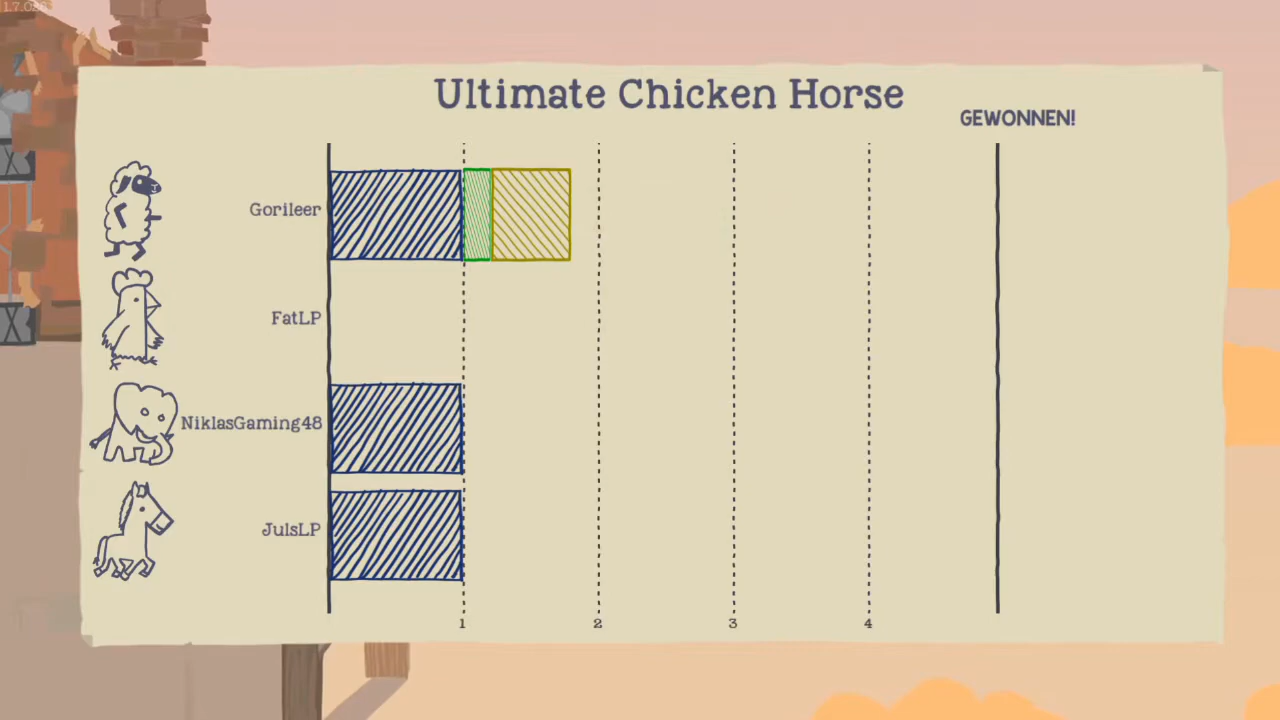 Ultimate Chicken Horse
GEWONNEN!
Gorileer
FatLP
NiklasGaming48
JulsLP
1 2 3 4